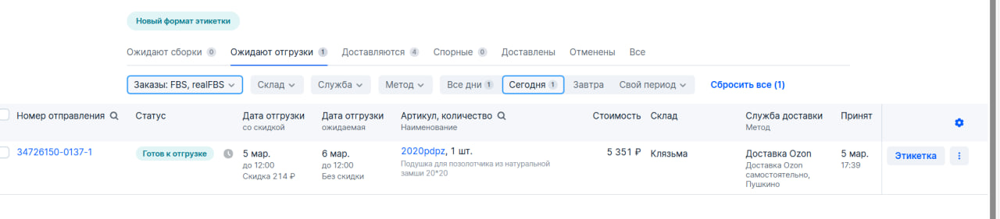 Новый формат этикетки
Ожидают сборки 0 Ожидают отгрузки 1 Доставляются 4 Спорные 0 Доставлены Отменены Все
Заказы: FBS, realFBS Склад Служба Метод Все дни 1 Сегодня 1 Завтра Свой период Сбросить все (1)
Номер отправления Статус Дата отгрузки Дата отгрузки Артикул, количество Стоимость Склад Служба доставки Принят
со скидкой ожидаемая Наименование Метод
34726150-0137-1 Готов к отгрузке 5 мар. 6 мар. 2020pdpz, 1 шт. 5 351 ₽ Клязьма Доставка Ozon 5 мар. Этикетка
до 12:00 до 12:00 Подушка для позолотчика из натуральной Доставка Ozon 17:39
Скидка 214 ₽ Без скидки замши 20*20 самостоятельно,
Пушкино